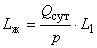 L_ж = Q_сут / p · L_1